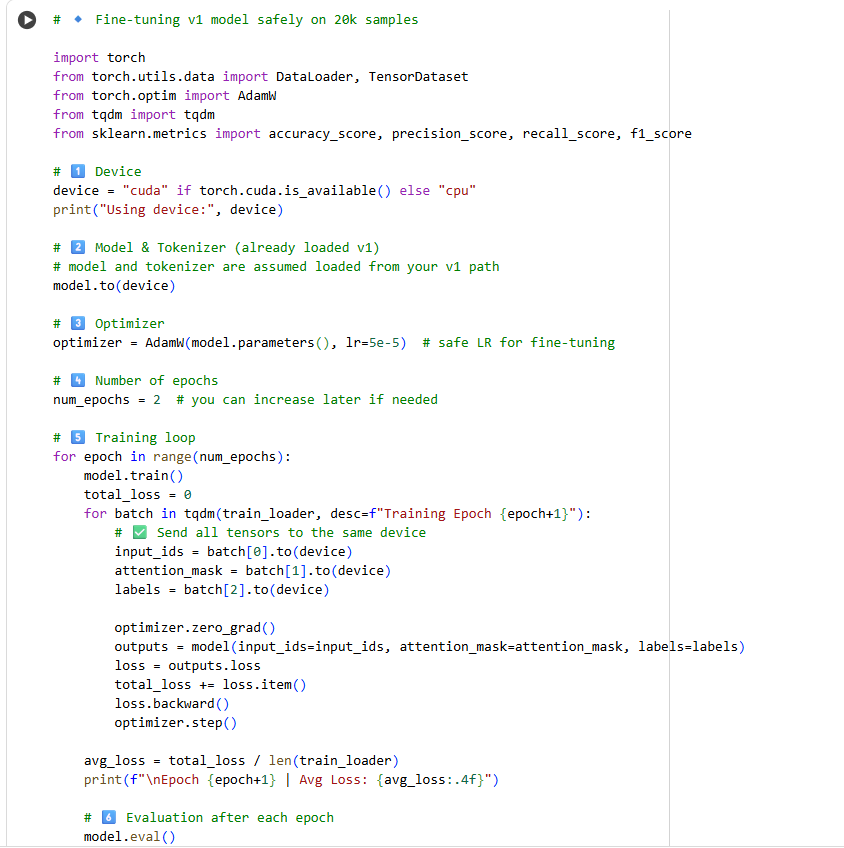 # 🔹 Fine-tuning v1 model safely on 20k samples
import torch
from torch.utils.data import DataLoader, TensorDataset
from torch.optim import AdamW
from tqdm import tqdm
from sklearn.metrics import accuracy_score, precision_score, recall_score, f1_score
# 1️⃣ Device
device = "cuda" if torch.cuda.is_available() else "cpu"
print("Using device:", device)
# 2️⃣ Model & Tokenizer (already loaded v1)
# model and tokenizer are assumed loaded from your v1 path
model.to(device)
# 3️⃣ Optimizer
optimizer = AdamW(model.parameters(), lr=5e-5)  # safe LR for fine-tuning
# 4️⃣ Number of epochs
num_epochs = 2  # you can increase later if needed
# 5️⃣ Training loop
for epoch in range(num_epochs):
    model.train()
    total_loss = 0
    for batch in tqdm(train_loader, desc=f"Training Epoch {epoch+1}"):
        # ✅ Send all tensors to the same device
        input_ids = batch[0].to(device)
        attention_mask = batch[1].to(device)
        labels = batch[2].to(device)
        optimizer.zero_grad()
        outputs = model(input_ids=input_ids, attention_mask=attention_mask, labels=labels)
        loss = outputs.loss
        total_loss += loss.item()
        loss.backward()
        optimizer.step()
    avg_loss = total_loss / len(train_loader)
    print(f"\nEpoch {epoch+1} | Avg Loss: {avg_loss:.4f}")
    # 6️⃣ Evaluation after each epoch
    model.eval()